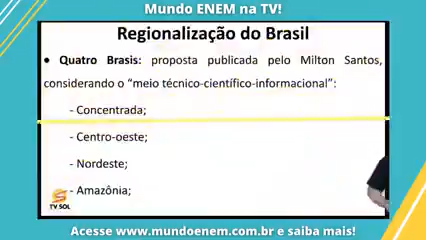 Mundo ENEM na TV!
Regionalização do Brasil
● Quatro Brasis: proposta publicada pelo Milton Santos,
considerando o “meio técnico-científico-informacional”:
- Concentrada;
- Centro-oeste;
- Nordeste;
- Amazônia;
TV SOL
Acesse www.mundoenem.com.br e saiba mais!